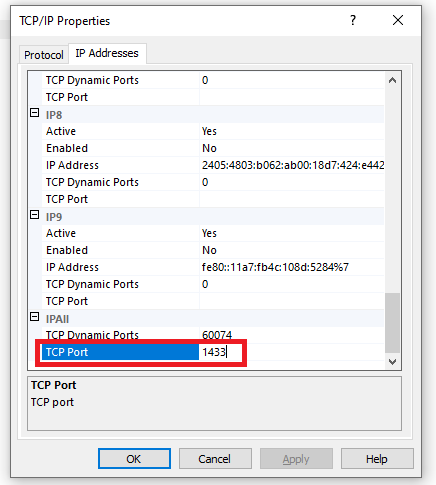 TCP/IP Properties ? ×
Protocol IP Addresses
TCP Dynamic Ports 0
TCP Port
IP8
Active Yes
Enabled No
IP Address 2405:4803:b062:ab00:18d7:424:e442
TCP Dynamic Ports 0
TCP Port
IP9
Active Yes
Enabled No
IP Address fe80::11a7:fb4c:108d:5284%7
TCP Dynamic Ports 0
TCP Port
IPAll
TCP Dynamic Ports 60074
TCP Port 1433
TCP Port
TCP port
OK Cancel Apply Help